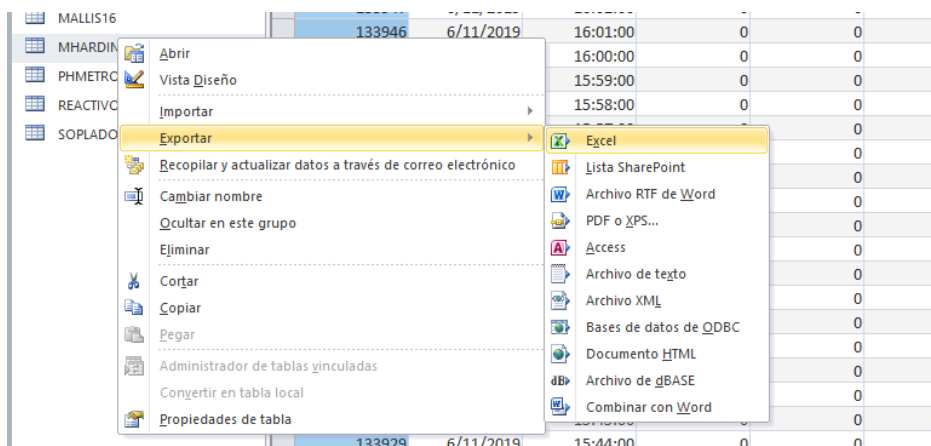 MALLIS16
133946 6/11/2019 16:01:00 0 0
MHARDIN
16:00:00 0 0
Abrir
PHMETRO
Vista Diseño
15:59:00 0 0
REACTIVO
Importar
15:58:00 0 0
SOPLADO
Exportar
0
Excel
0
Recopilar y actualizar datos a través de correo electrónico
Lista SharePoint
0
Cambiar nombre
Archivo RTF de Word
0
Ocultar en este grupo
PDF o XPS...
0
Eliminar
Access
0
Cortar
Archivo de texto
0
Copiar
Archivo XML
0
Pegar
Bases de datos de ODBC
0
Administrador de tablas vinculadas
Documento HTML
0
Convertir en tabla local
dB
Archivo de dBASE
0
Propiedades de tabla
Combinar con Word
0
133929 6/11/2019 15:44:00 0 0